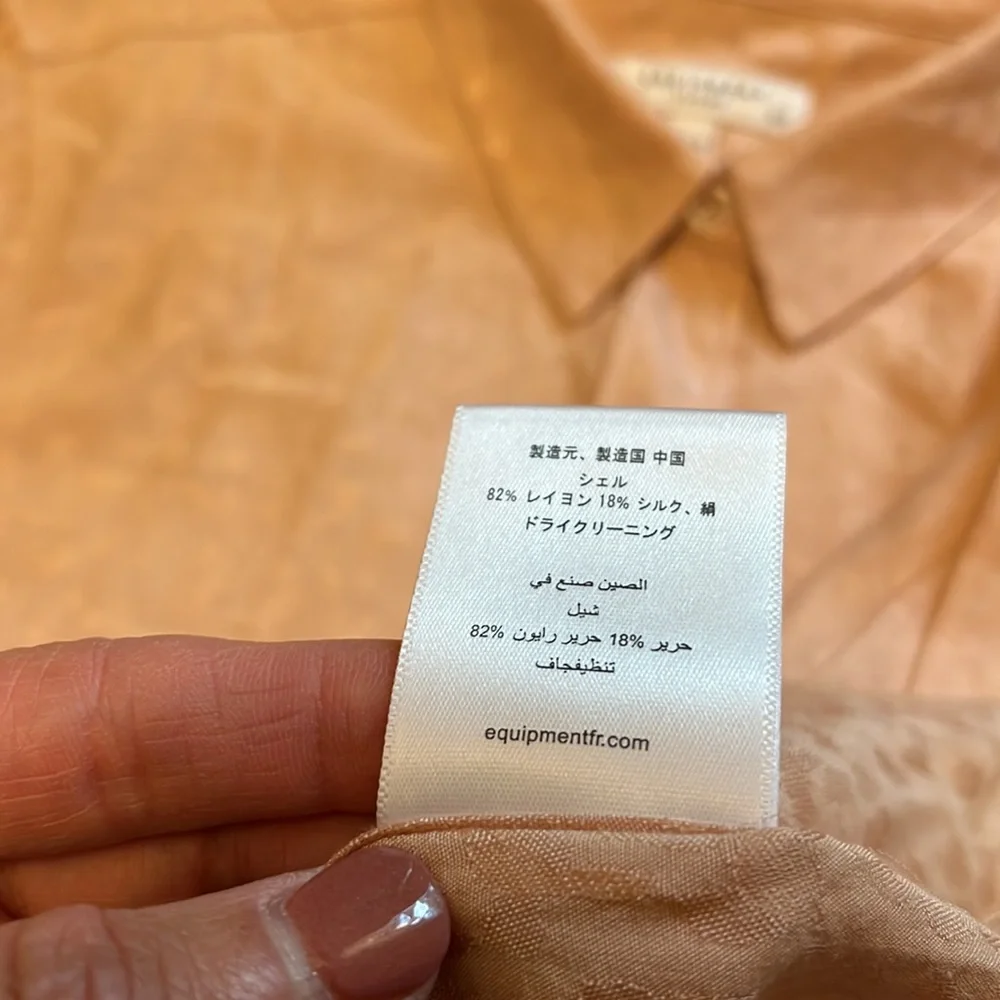 製造元、製造国 中国
シェル
82% レイヨン 18% シルク、絹
ドライクリーニング
الصين صنع في
شيل
حرير 18% حرير رايون 82%
تنظيفجاف
equipmentfr.com